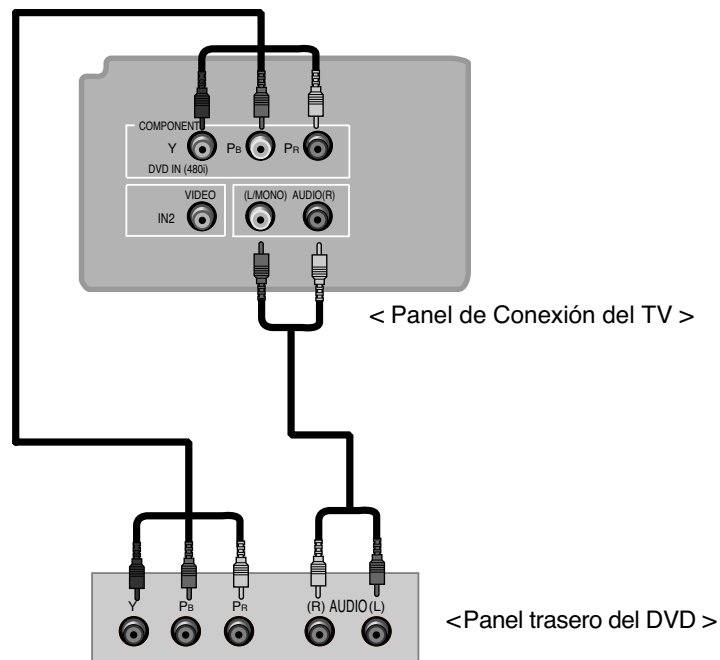 COMPONENT
Y PB PR
DVD IN (480i)
VIDEO (L/MONO) AUDIO(R)
IN2
< Panel de Conexión del TV >
Y PB PR (R) AUDIO (L)
<Panel trasero del DVD >